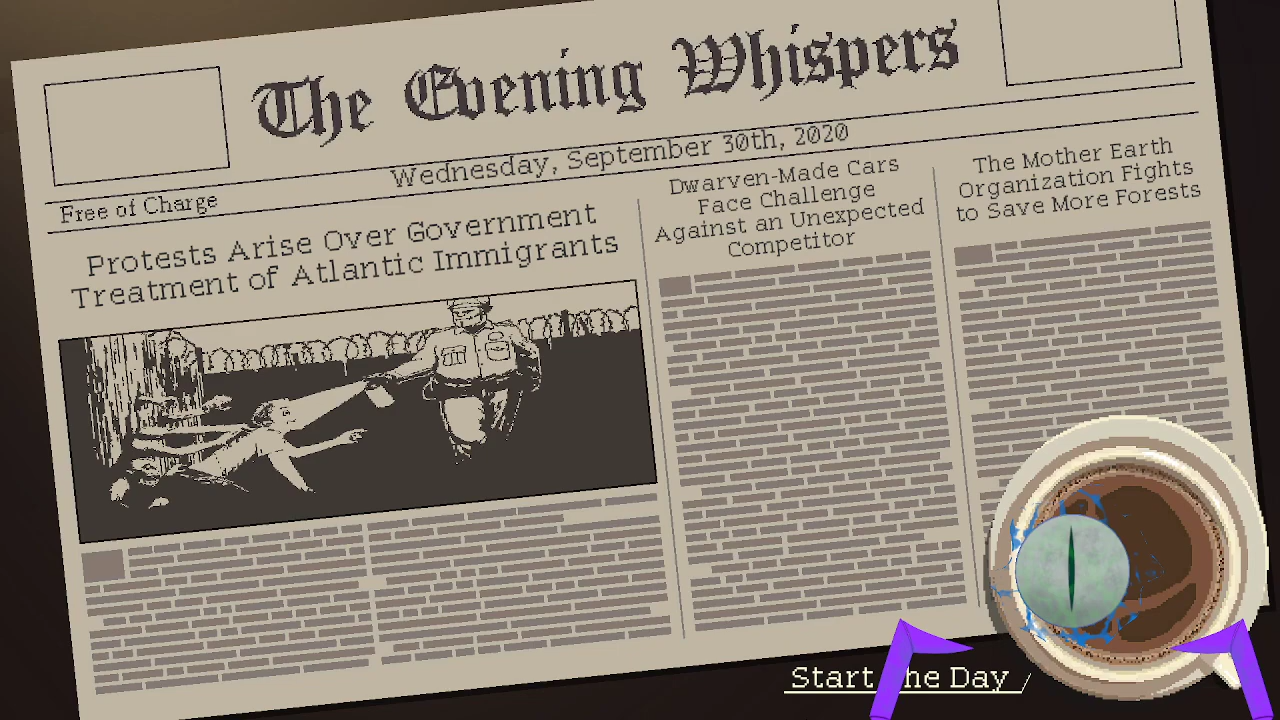 The Evening Whispers
Wednesday, September 30th, 2020
Free of Charge
Protests Arise Over Government
Treatment of Atlantic Immigrants
Dwarven-Made Cars
Face Challenge
Against an Unexpected
Competitor
The Mother Earth
Organization Fights
to Save More Forests
Start he Day